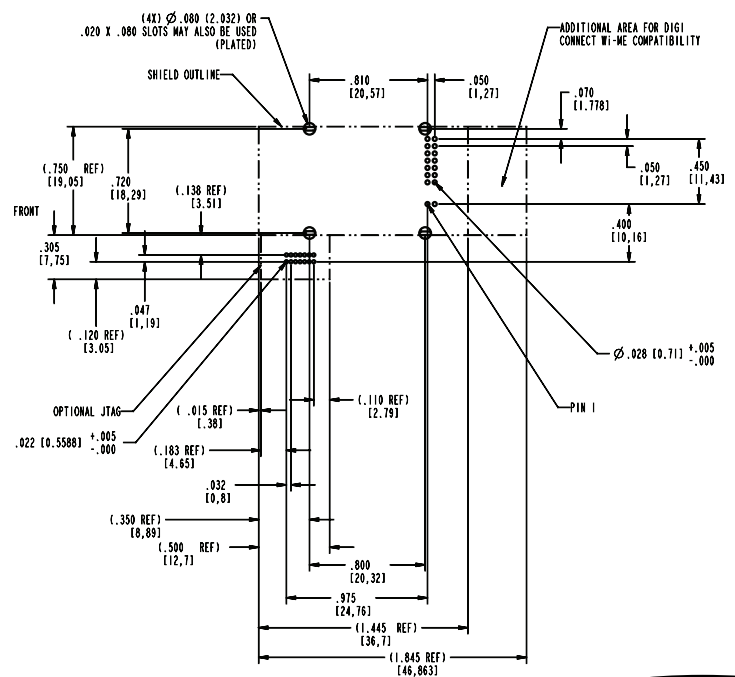 (4X) Ø .080 (2.032) OR
.020 X .080 SLOTS MAY ALSO BE USED
(PLATED)
ADDITIONAL AREA FOR DIGI
CONNECT Wi-ME COMPATIBILITY
SHIELD OUTLINE
.810
[20,57]
.050
[1,27]
.070
[1.778]
(.750 REF)
[19,05]
.720
[18,29]
(.138 REF)
[3.51]
.050
[1,27]
.450
[11,43]
FRONT
.305
[7,75]
.400
[10,16]
.047
[1,19]
( .120 REF)
[3.05]
Ø .028 [0.71] +.005
-.000
OPTIONAL JTAG
( .015 REF)
[.38]
(.110 REF)
[2.79]
PIN 1
.022 [0.5588] +.005
-.000
(.183 REF)
[4.65]
.032
[0,8]
(.350 REF)
[8,89]
(.500 REF)
[12,7]
.800
[20,32]
.975
[24,76]
(1.445 REF)
[36,7]
(1.845 REF)
[46,863]